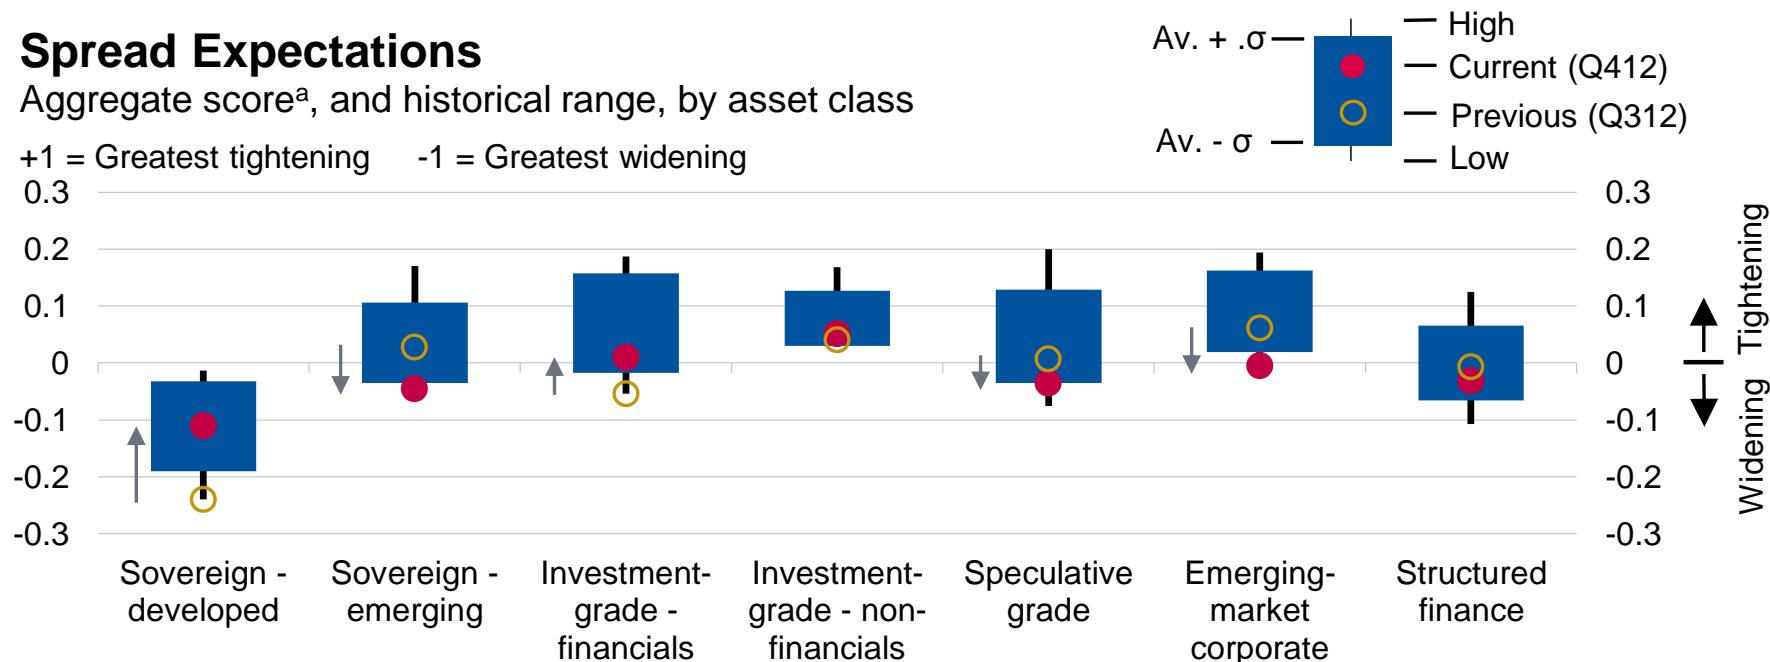 Spread Expectations
Aggregate scoreᵃ, and historical range, by asset class
+1 = Greatest tightening -1 = Greatest widening
Av. + .σ
Av. - σ
High
Current (Q412)
Previous (Q312)
Low
0.3 0.3
0.2 0.2
0.1 0.1
0 0
-0.1 -0.1
-0.2 -0.2
-0.3 -0.3
Tightening
Widening
Sovereign -
developed
Sovereign -
emerging
Investment-
grade -
financials
Investment-
grade - non-
financials
Speculative
grade
Emerging-
market
corporate
Structured
finance